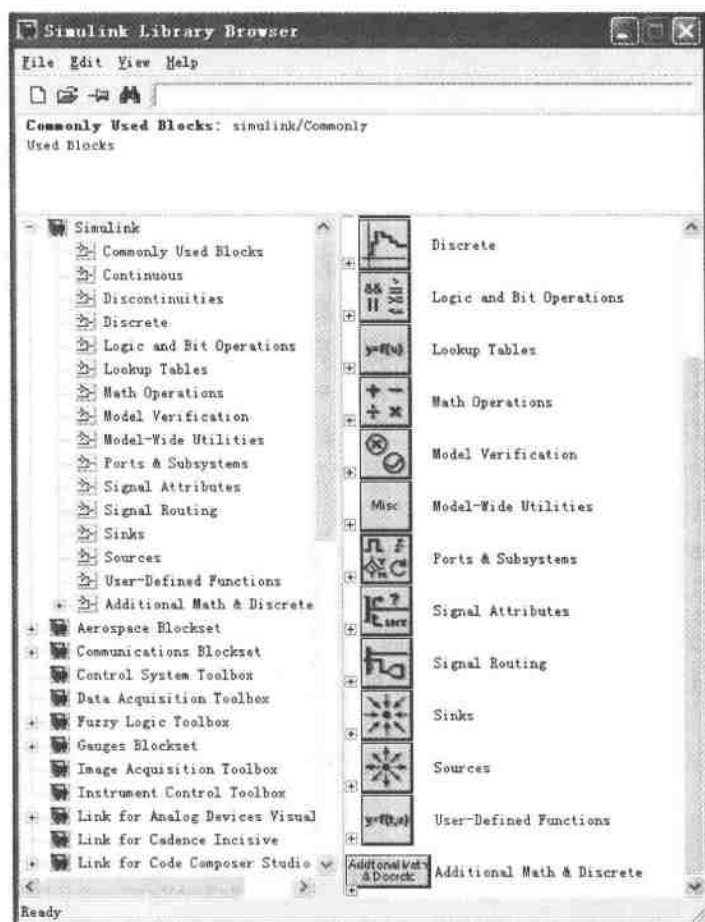 Simulink Library Browser
File Edit View Help
Commonly Used Blocks: simulink/Commonly
Used Blocks
Simulink
Commonly Used Blocks
Continuous
Discontinuities
Discrete
Logic and Bit Operations
Lookup Tables
Math Operations
Model Verification
Model-Wide Utilities
Ports & Subsystems
Signal Attributes
Signal Routing
Sinks
Sources
User-Defined Functions
Additional Math & Discrete
Aerospace Blockset
Communications Blockset
Control System Toolbox
Data Acquisition Toolbox
Fuzzy Logic Toolbox
Gauges Blockset
Image Acquisition Toolbox
Instrument Control Toolbox
Link for Analog Devices Visual
Link for Cadence Incisive
Link for Code Composer Studio
Discrete
Logic and Bit Operations
y=f(u)
Lookup Tables
Math Operations
Model Verification
Misc
Model-Wide Utilities
Ports & Subsystems
Signal Attributes
Signal Routing
Sinks
Sources
User-Defined Functions
Additional Math
& Discrete
Additional Math & Discrete
Ready